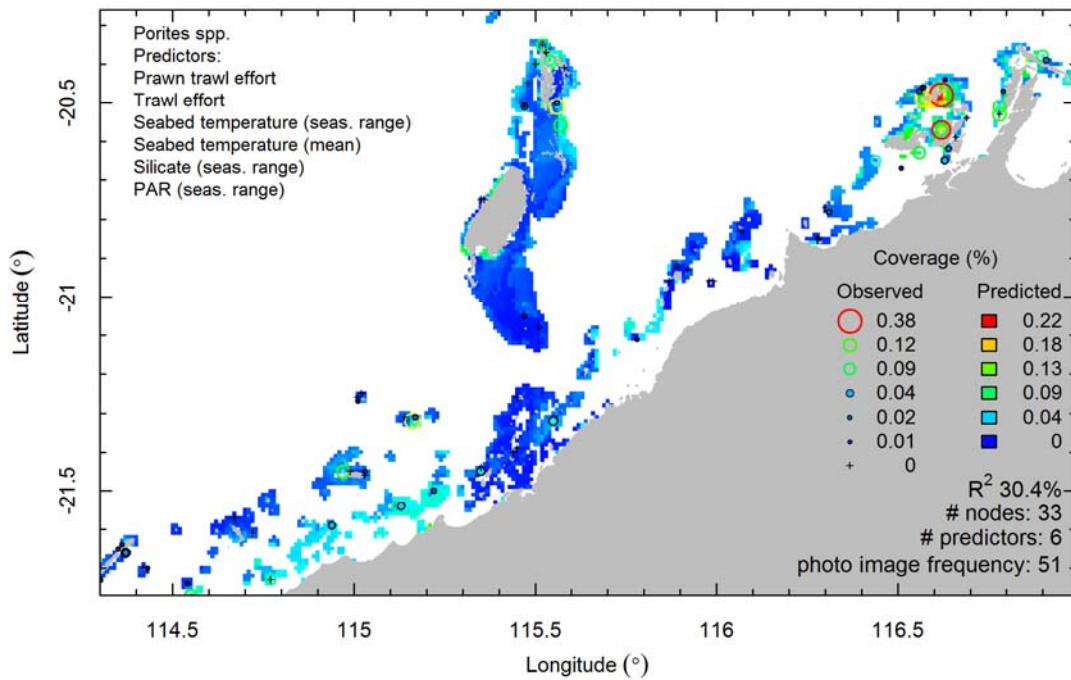 Porites spp.
Predictors:
Prawn trawl effort
Trawl effort
Seabed temperature (seas. range)
Seabed temperature (mean)
Silicate (seas. range)
PAR (seas. range)
-20.5
-21
-21.5
Latitude (°)
Coverage (%)
Observed Predicted
0.38 0.22
0.12 0.18
0.09 0.13
0.04 0.09
0.02 0.04
0.01 0
0
R² 30.4%
# nodes: 33
# predictors: 6
photo image frequency: 51
114.5 115 115.5 116 116.5
Longitude (°)